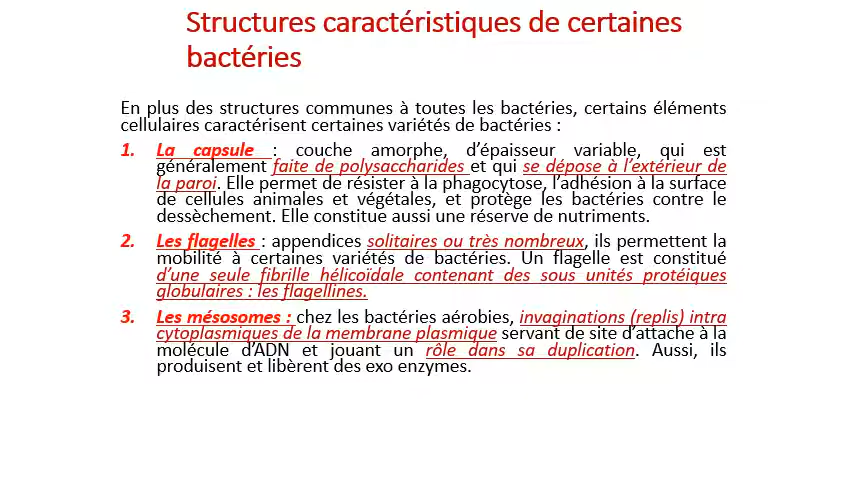 Structures caractéristiques de certaines
bactéries
En plus des structures communes à toutes les bactéries, certains éléments
cellulaires caractérisent certaines variétés de bactéries :
1. La capsule : couche amorphe, d’épaisseur variable, qui est
généralement faite de polysaccharides et qui se dépose à l’extérieur de
la paroi. Elle permet de résister à la phagocytose, l’adhésion à la surface
de cellules animales et végétales, et protège les bactéries contre le
dessèchement. Elle constitue aussi une réserve de nutriments.
2. Les flagelles : appendices solitaires ou très nombreux, ils permettent la
mobilité à certaines variétés de bactéries. Un flagelle est constitué
d’une seule fibrille hélicoïdale contenant des sous unités protéiques
globulaires : les flagellines.
3. Les mésosomes : chez les bactéries aérobies, invaginations (replis) intra
cytoplasmiques de la membrane plasmique servant de site d’attache à la
molécule d’ADN et jouant un rôle dans sa duplication. Aussi, ils
produisent et libèrent des exo enzymes.